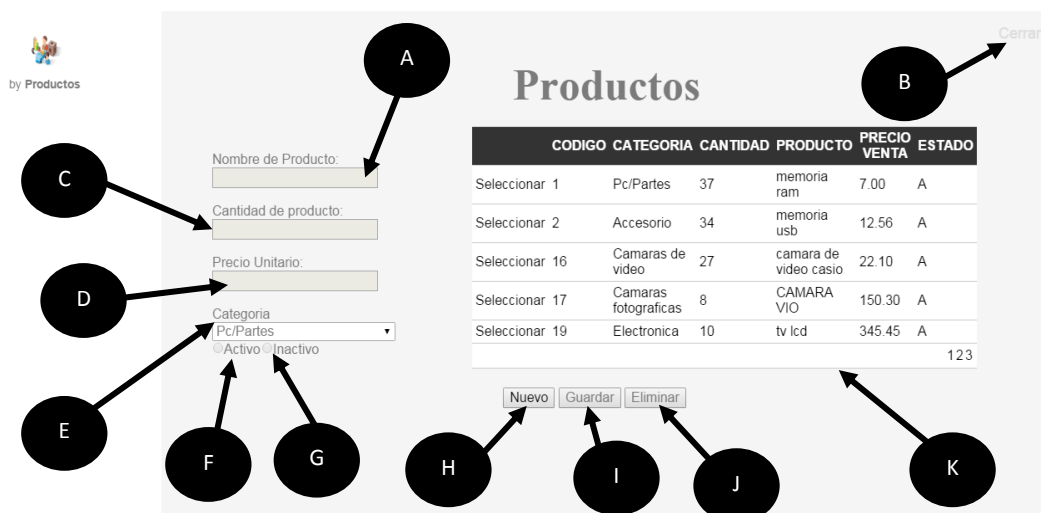 Cerrar
A
B
by Productos
Productos
CODIGO CATEGORIA CANTIDAD PRODUCTO PRECIO VENTA ESTADO
C
Nombre de Producto:
Seleccionar 1 Pc/Partes 37 memoria ram 7.00 A
Cantidad de producto:
Seleccionar 2 Accesorio 34 memoria usb 12.56 A
Precio Unitario:
Seleccionar 16 Camaras de video 27 camara de video casio 22.10 A
D
Seleccionar 17 Camaras fotograficas 8 CAMARA VIO 150.30 A
Categoria
Pc/Partes
Seleccionar 19 Electronica 10 tv lcd 345.45 A
Activo Inactivo
1 2 3
Nuevo Guardar Eliminar
E
F
G
H
I
J
K